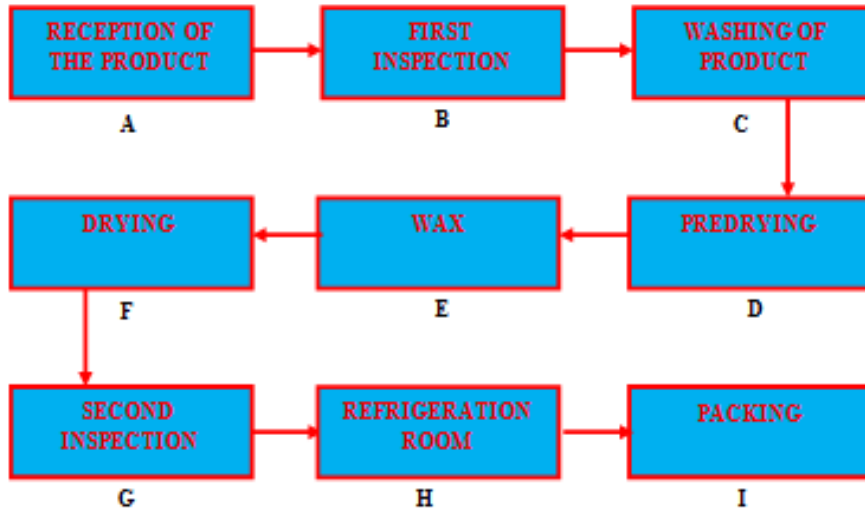 RECEPTION OF
THE PRODUCT
FIRST
INSPECTION
WASHING OF
PRODUCT
A
B
C
DRYING
WAX
PREDRYING
F
E
D
SECOND
INSPECTION
REFRIGERATION
ROOM
PACKING
G
H
I